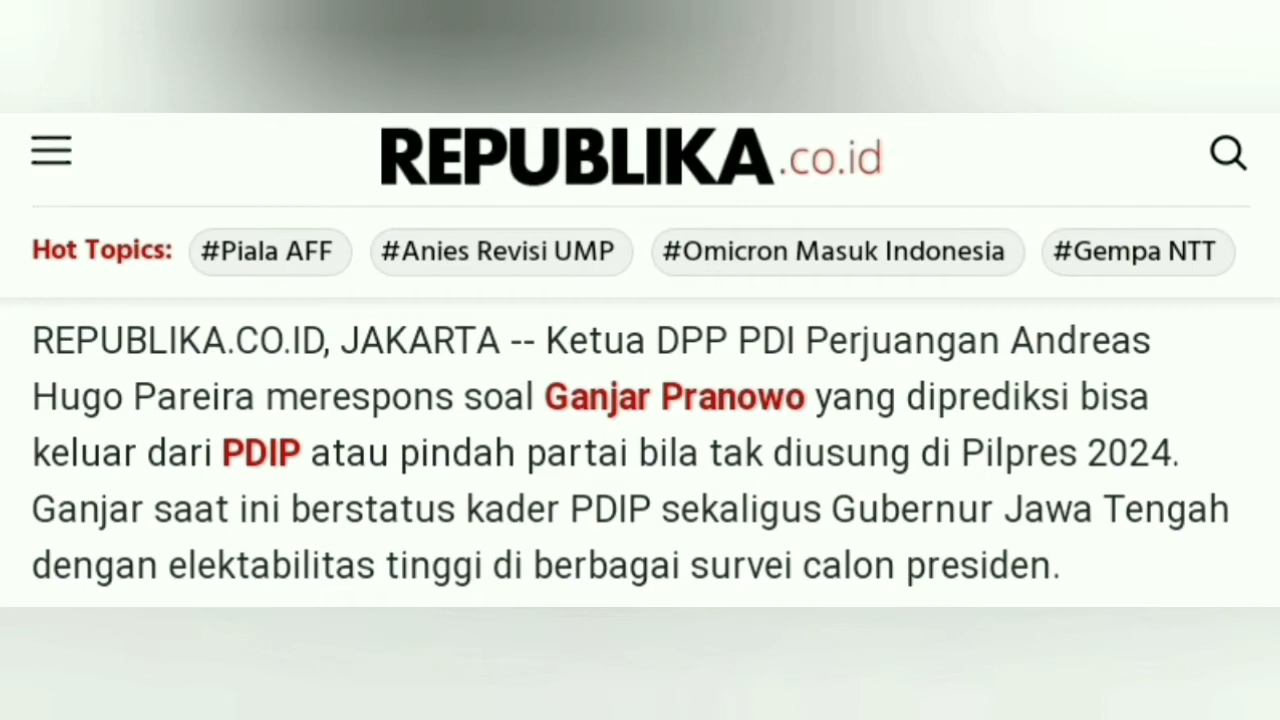 REPUBLIKA.co.id
Hot Topics: #Piala AFF #Anies Revisi UMP #Omicron Masuk Indonesia #Gempa NTT
REPUBLIKA.CO.ID, JAKARTA -- Ketua DPP PDI Perjuangan Andreas
Hugo Pareira merespons soal Ganjar Pranowo yang diprediksi bisa
keluar dari PDIP atau pindah partai bila tak diusung di Pilpres 2024.
Ganjar saat ini berstatus kader PDIP sekaligus Gubernur Jawa Tengah
dengan elektabilitas tinggi di berbagai survei calon presiden.